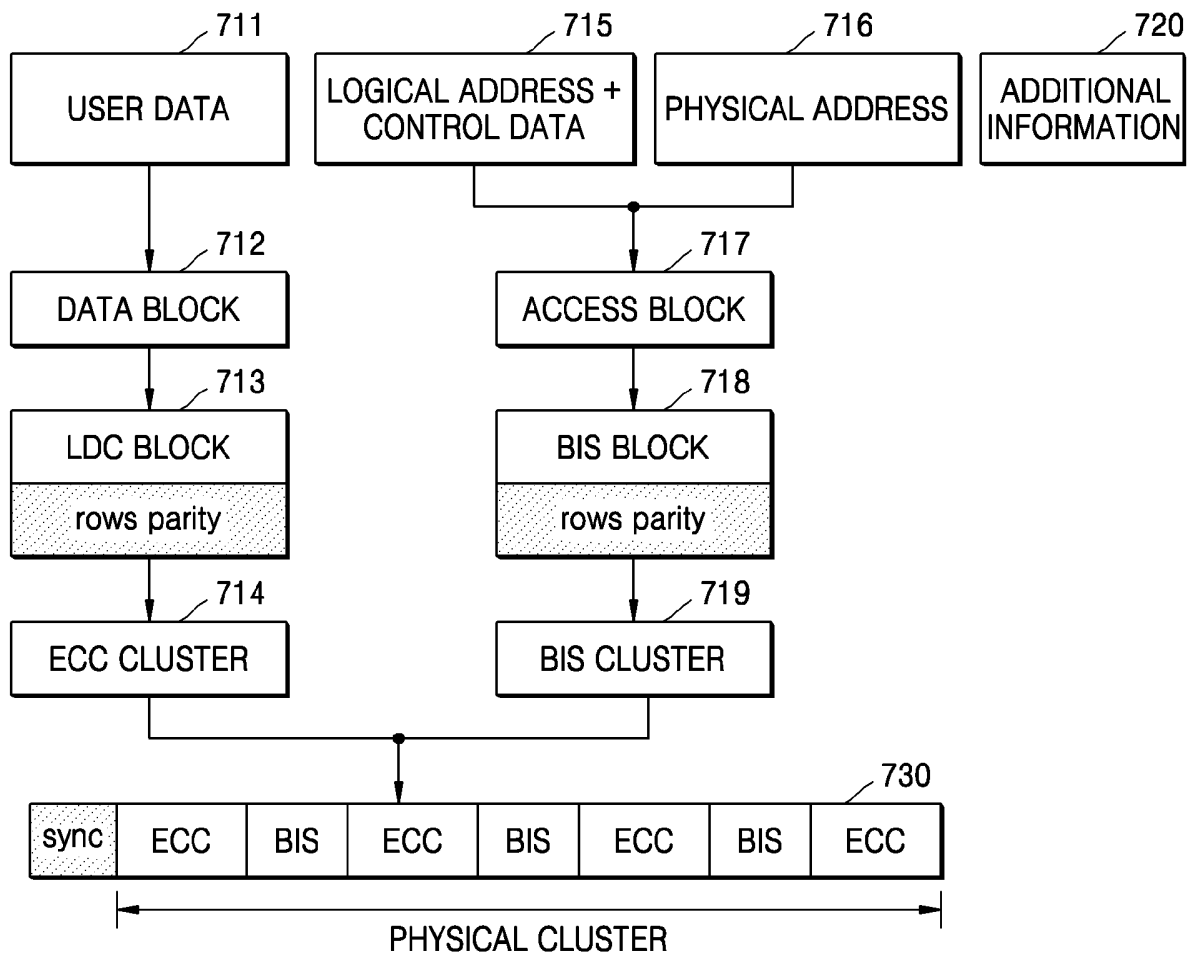 711
715
716
720
USER DATA
LOGICAL ADDRESS +
CONTROL DATA
PHYSICAL ADDRESS
ADDITIONAL
INFORMATION
712
717
DATA BLOCK
ACCESS BLOCK
713
718
LDC BLOCK
BIS BLOCK
rows parity
rows parity
714
719
ECC CLUSTER
BIS CLUSTER
730
sync ECC BIS ECC BIS ECC BIS ECC
PHYSICAL CLUSTER